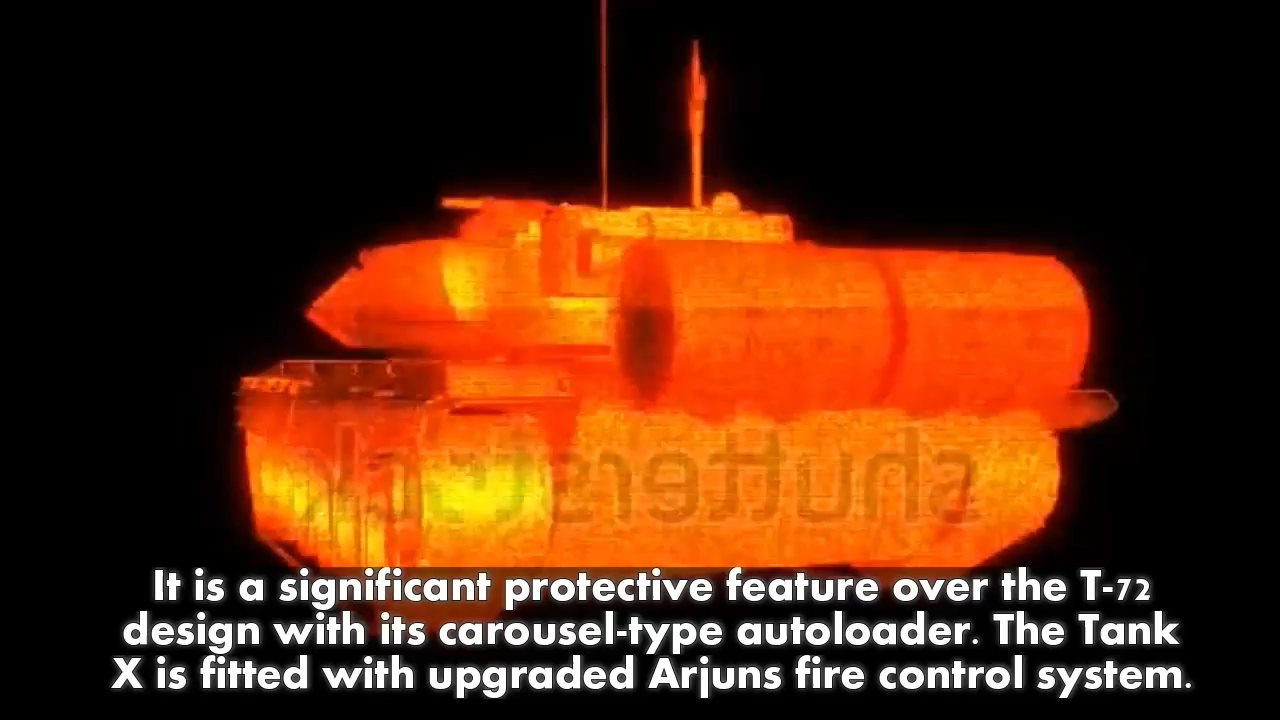 shutterstock
It is a significant protective feature over the T-72
design with its carousel-type autoloader. The Tank
X is fitted with upgraded Arjuns fire control system.